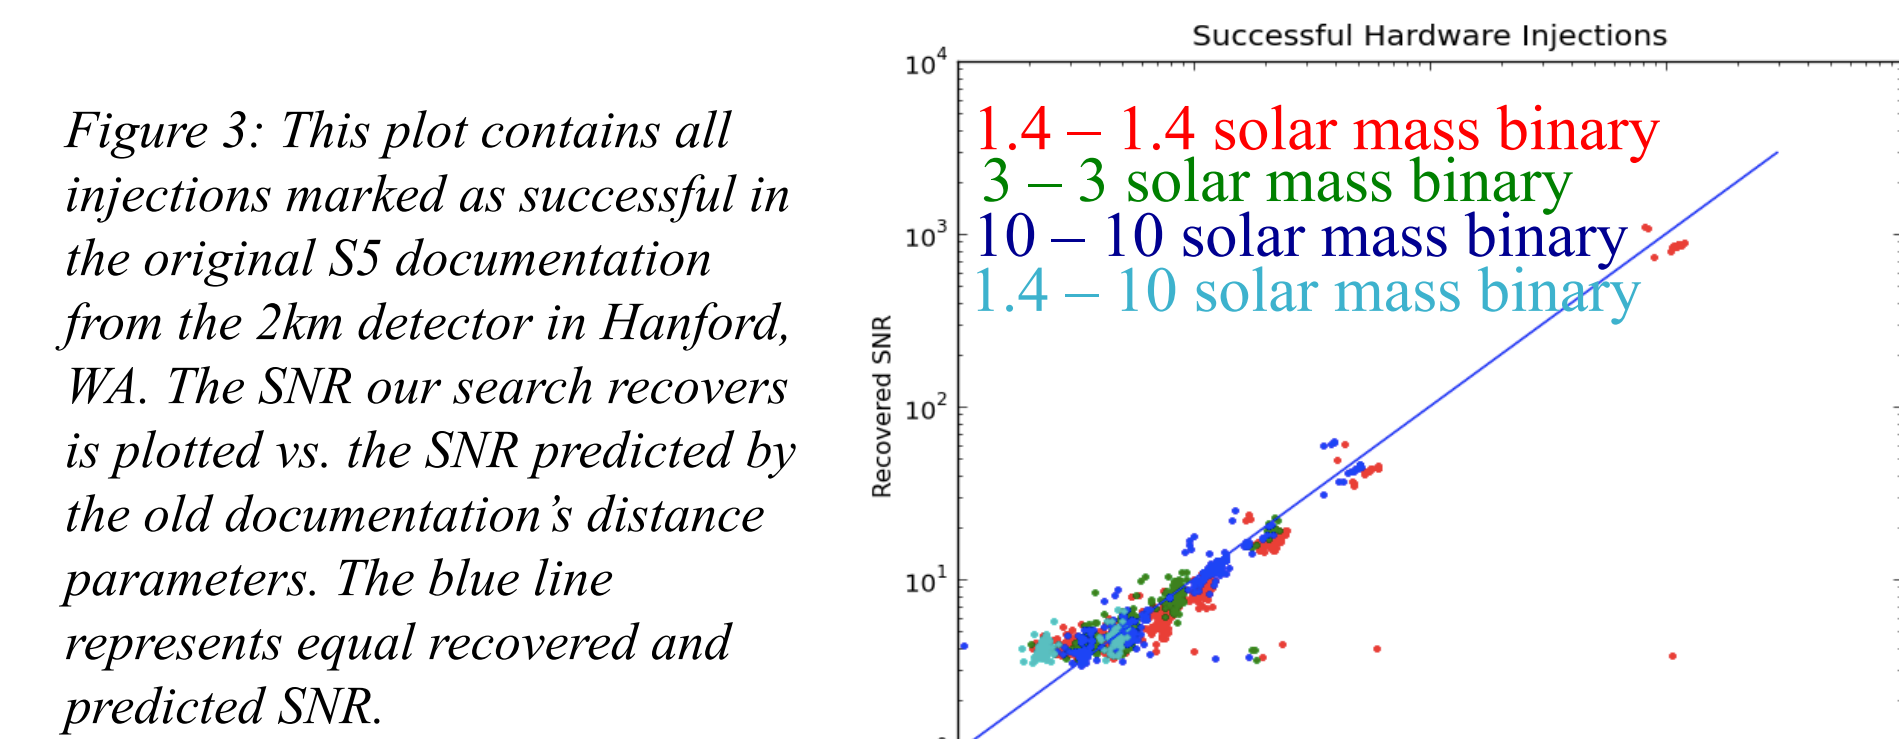 Figure 3: This plot contains all
injections marked as successful in
the original S5 documentation
from the 2km detector in Hanford,
WA. The SNR our search recovers
is plotted vs. the SNR predicted by
the old documentation’s distance
parameters. The blue line
represents equal recovered and
predicted SNR.
Successful Hardware Injections
10⁴
1.4 – 1.4 solar mass binary
3 – 3 solar mass binary
10³
10 – 10 solar mass binary
1.4 – 10 solar mass binary
Recovered SNR
10²
10¹